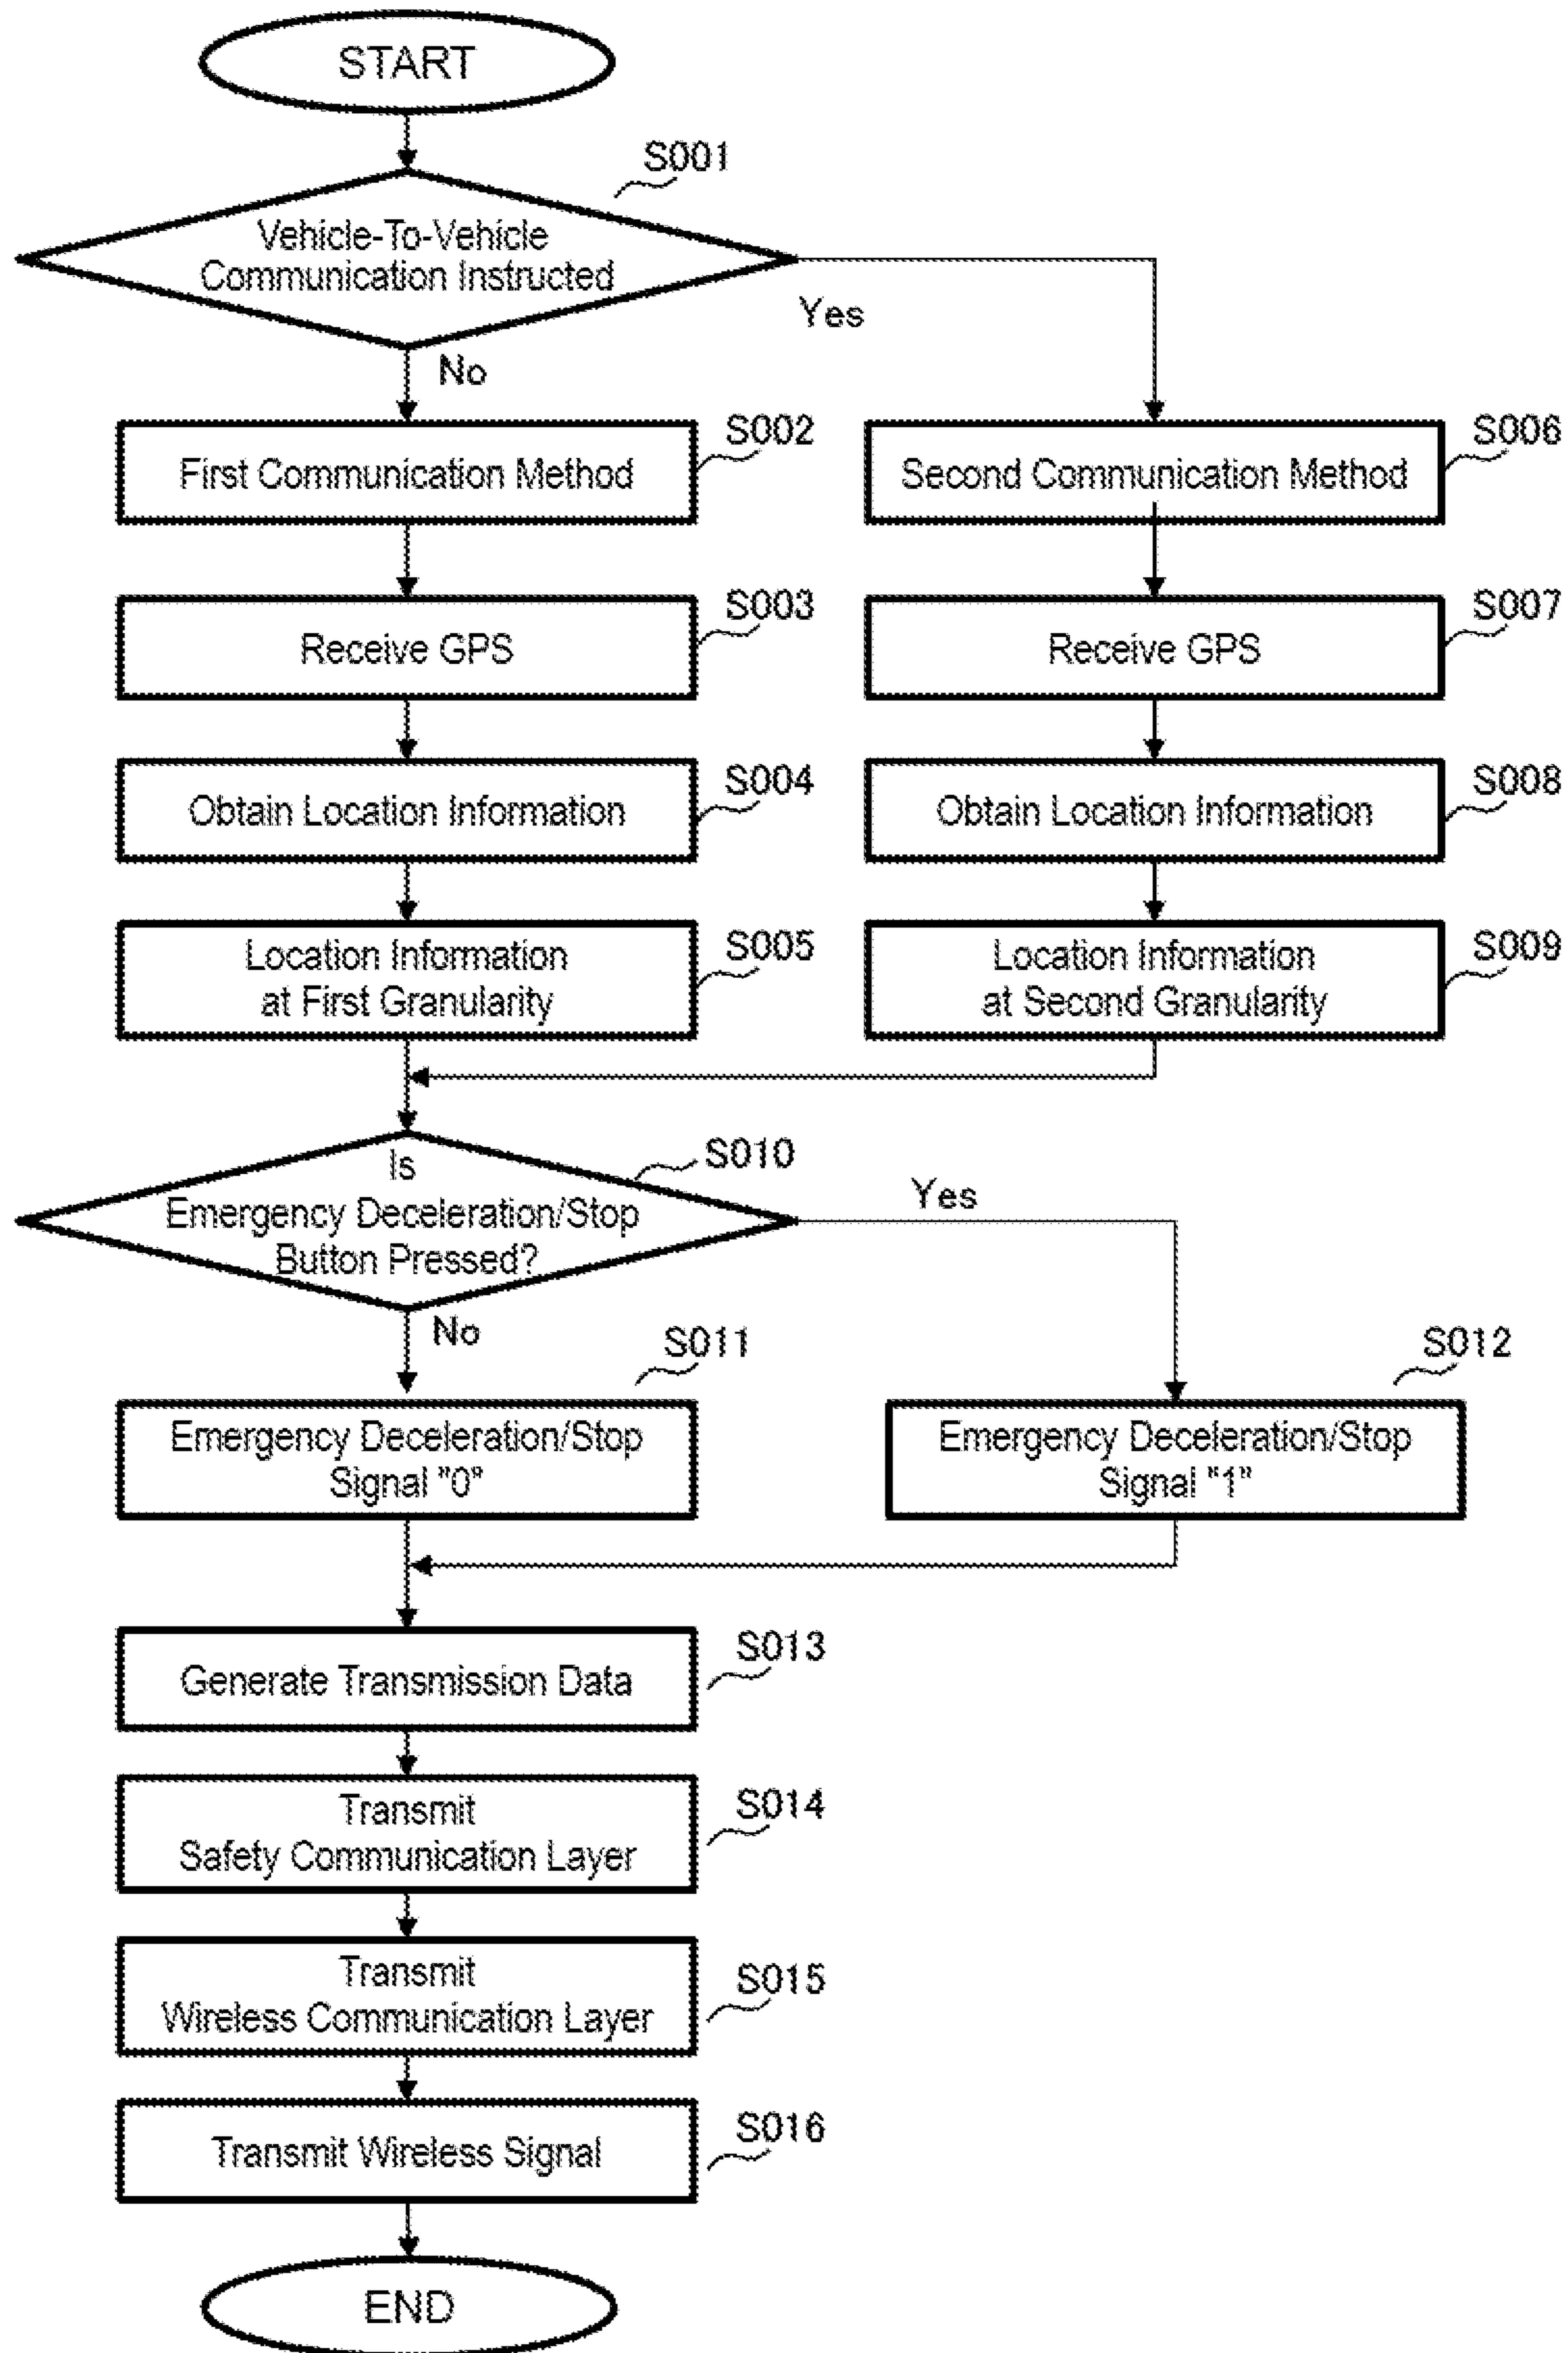 START
S001
Vehicle-To-Vehicle
Communication Instructed
Yes
No
S002
First Communication Method
S006
Second Communication Method
S003
Receive GPS
S007
Receive GPS
S004
Obtain Location Information
S008
Obtain Location Information
S005
Location Information
at First Granularity
S009
Location Information
at Second Granularity
S010
Is
Emergency Deceleration/Stop
Button Pressed?
Yes
No
S011
Emergency Deceleration/Stop
Signal "0"
S012
Emergency Deceleration/Stop
Signal "1"
S013
Generate Transmission Data
S014
Transmit
Safety Communication Layer
S015
Transmit
Wireless Communication Layer
S016
Transmit Wireless Signal
END